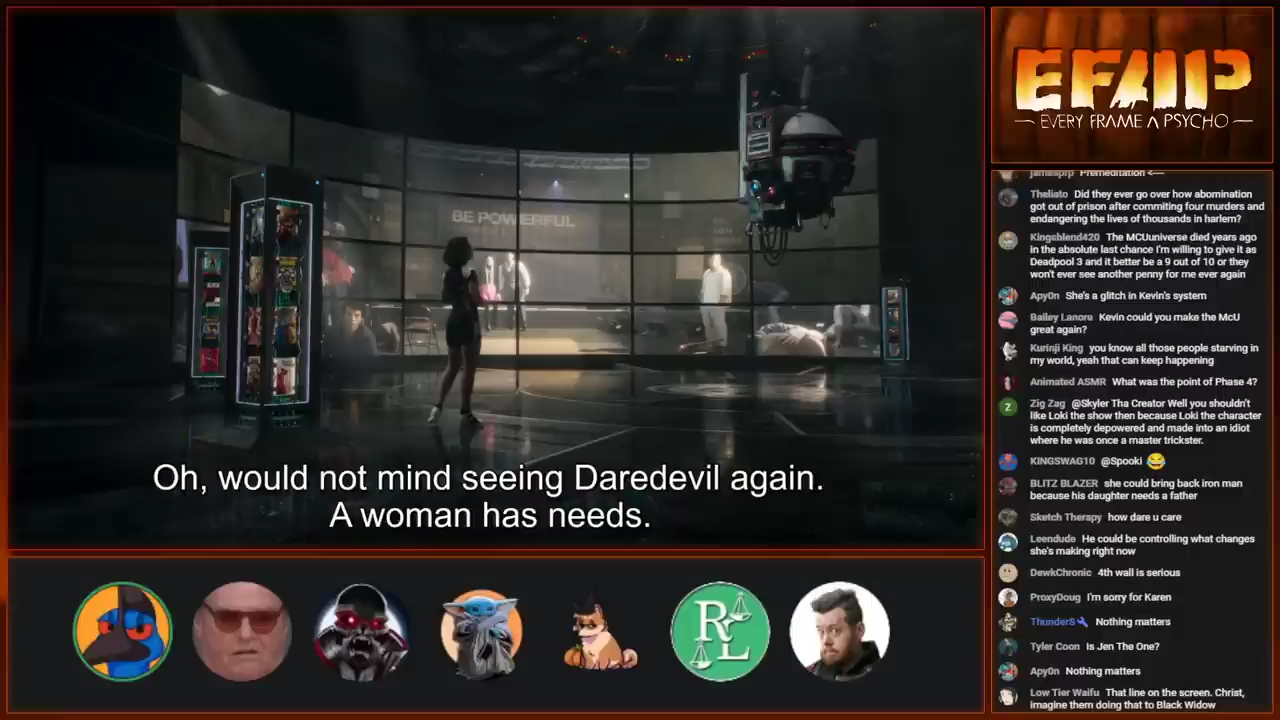 BE POWERFUL
Oh, would not mind seeing Daredevil again.
A woman has needs.
RL
EFAP
EVERY FRAME A PSYCHO
Premeditation <----
Theliato Did they ever go over how abomination
got out of prison after commiting four murders and
endangering the lives of thousands in harlem?
Kingsblend420 The MCUuniverse died years ago
in the absolute last chance I'm willing to give it as
Deadpool 3 and it better be a 9 out of 10 or they
won't ever see another penny for me ever again
Apy0n She's a glitch in Kevin's system
Bailey Lanore Kevin could you make the McU
great again?
Kurinji King you know all those people starving in
my world, yeah that can keep happening
Animated ASMR What was the point of Phase 4?
Z
Zig Zag @Skyler Tha Creator Well you shouldn't
like Loki the show then because Loki the character
is completely depowered and made into an idiot
where he was once a master trickster.
KINGSWAG10 @Spooki 😂
BLITZ BLAZER she could bring back iron man
because his daughter needs a father
Sketch Therapy how dare u care
Leendude He could be controlling what changes
she's making right now
DewkChronic 4th wall is serious
ProxyDoug I'm sorry for Karen
ThunderS Nothing matters
Tyler Coon Is Jen The One?
Apy0n Nothing matters
Low Tier Waifu That line on the screen. Christ,
imagine them doing that to Black Widow